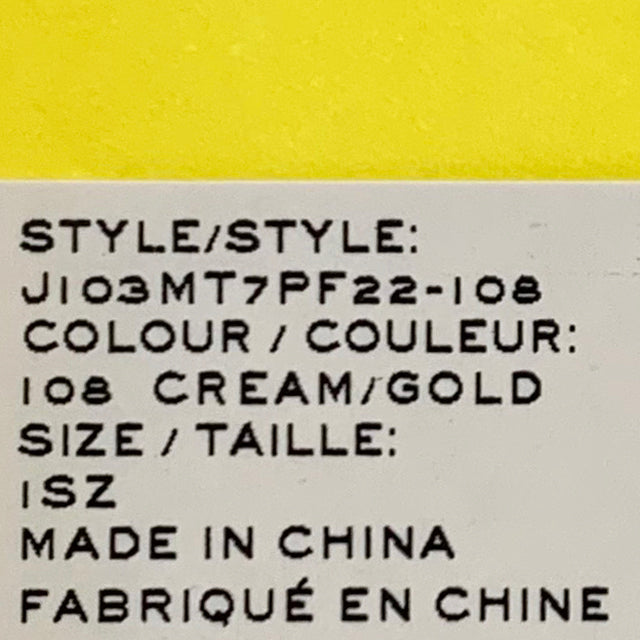 STYLE/STYLE:
J103MT7PF22-108
COLOUR / COULEUR:
108 CREAM/GOLD
SIZE / TAILLE:
1SZ
MADE IN CHINA
FABRIQUÉ EN CHINE